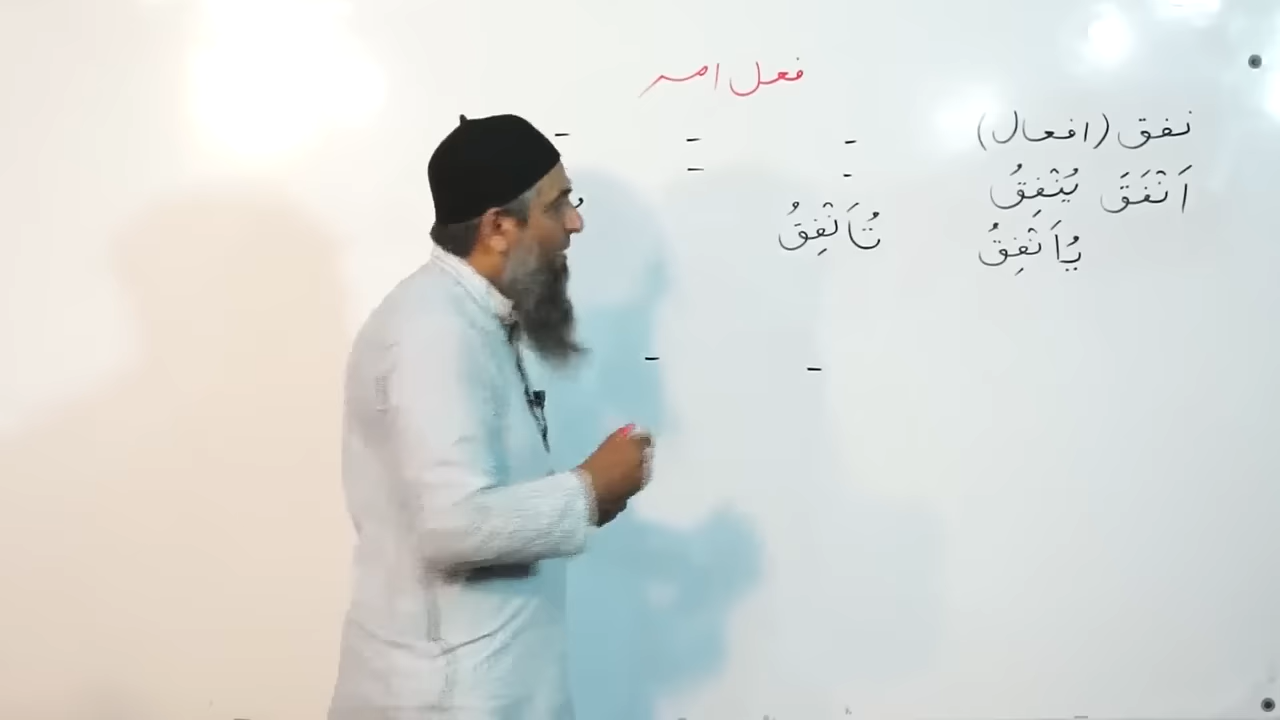 فعل امر
نفق (افعال)
اَنْفَقَ يُنْفِقُ
يُاَنْفِقُ تُاَنْفِقُ